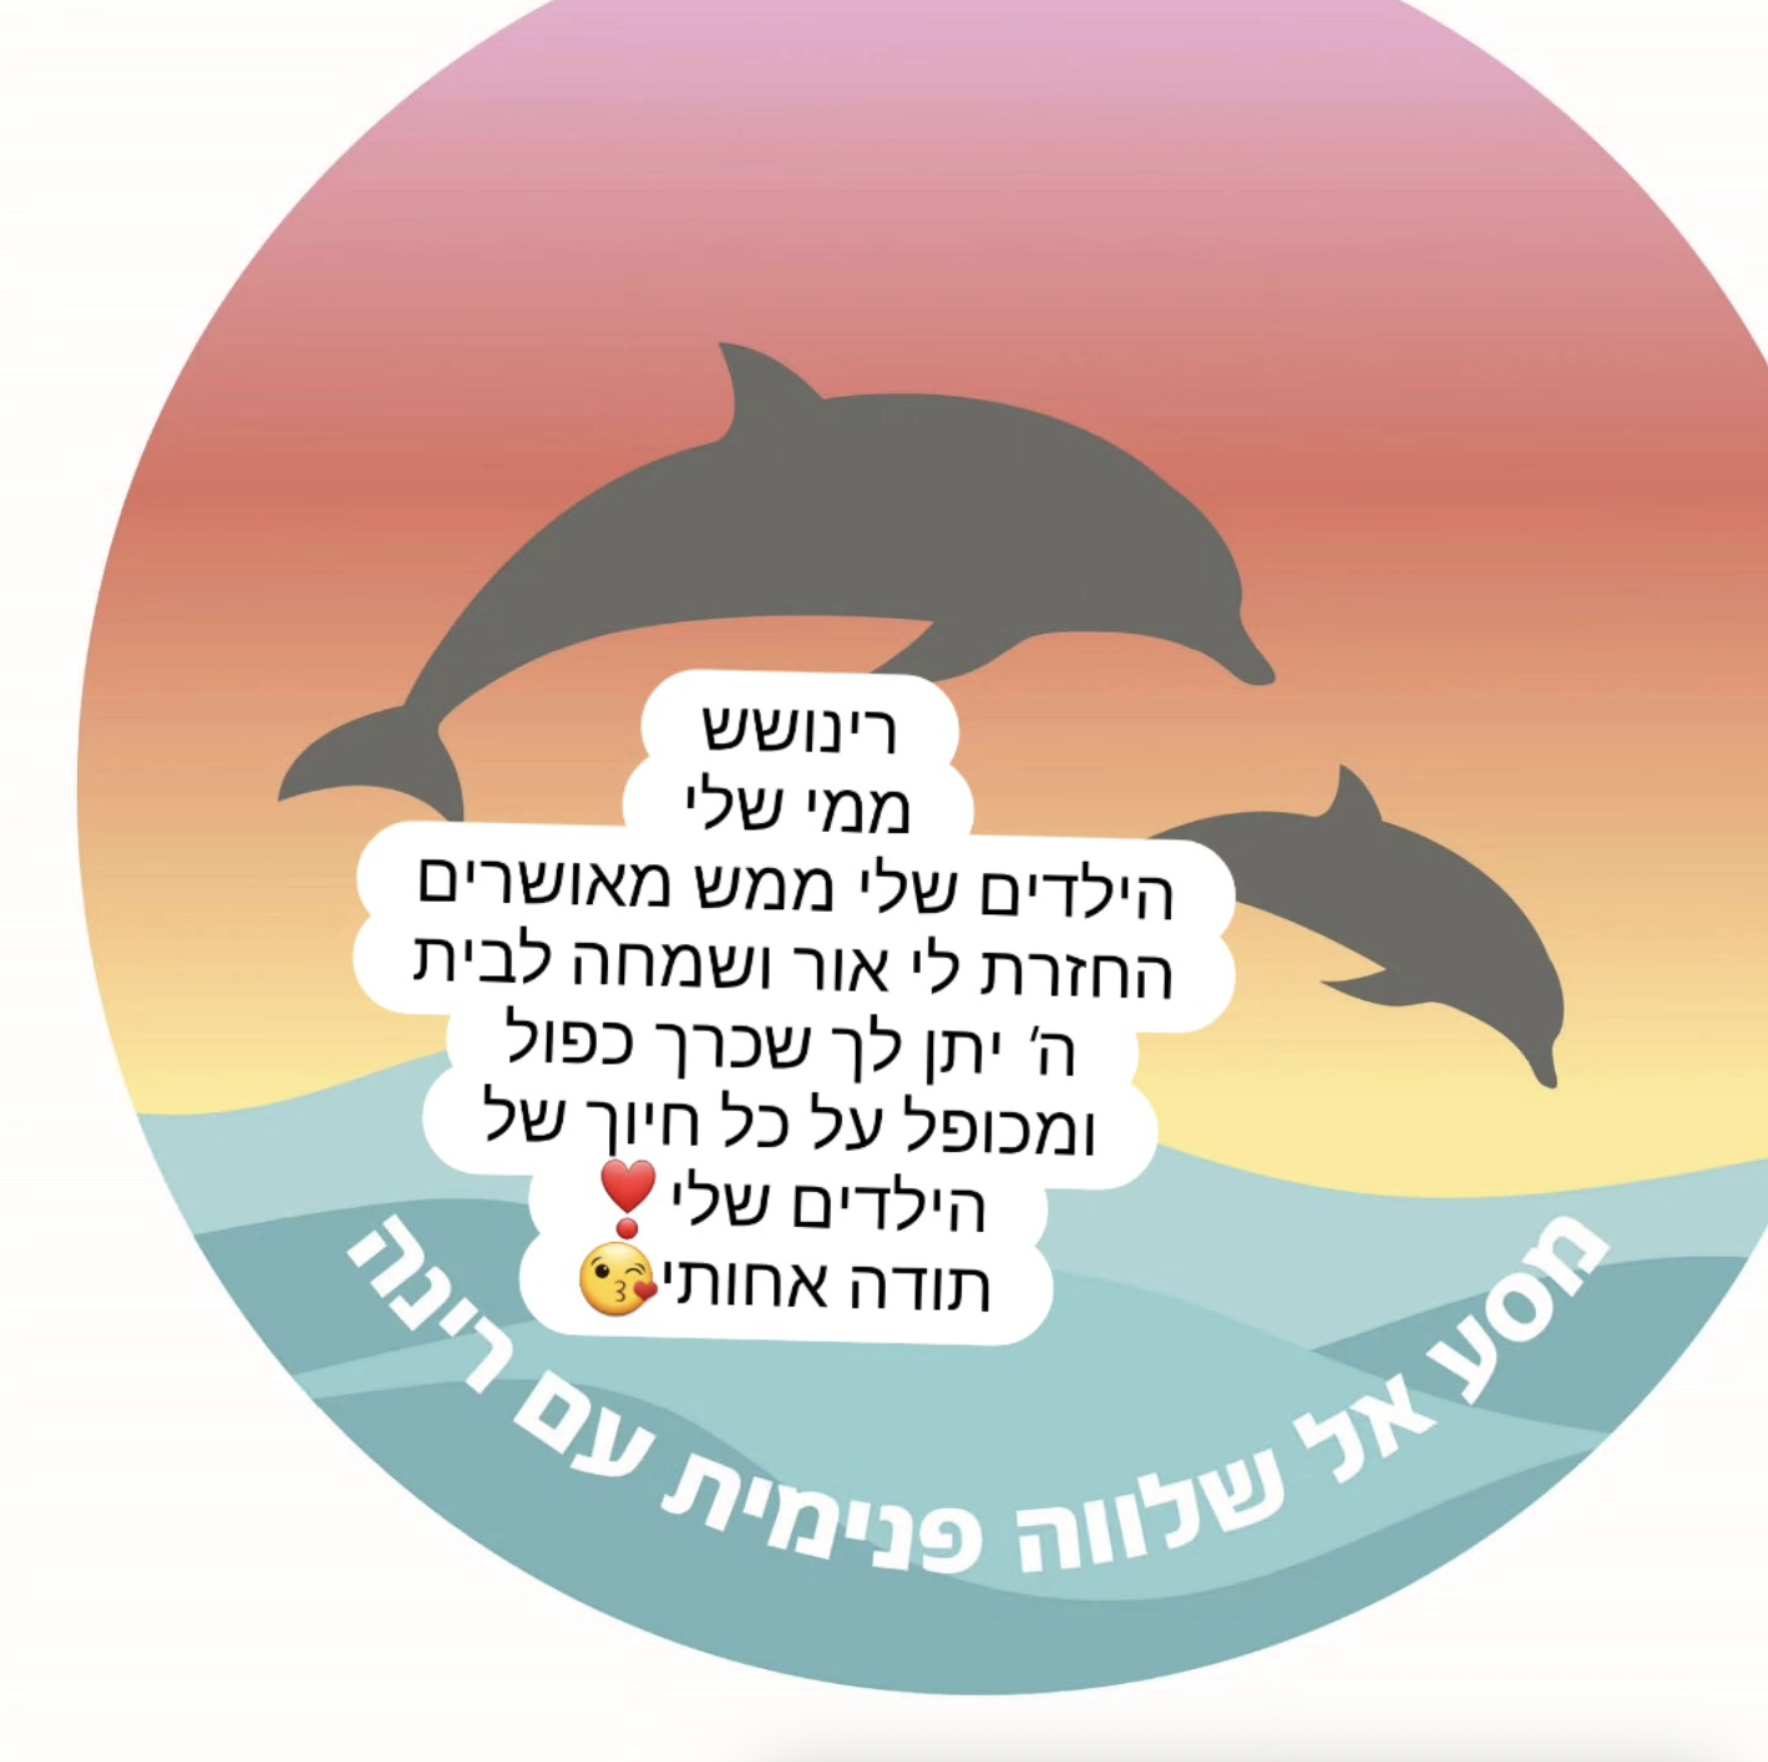 רינושש
ממי שלי
הילדים שלי ממש מאושרים
החזרת לי אור ושמחה לבית
ה׳ יתן לך שכרך כפול
ומכופל על כל חיוך של
הילדים שלי❣️
תודה אחותי😘
מסע אל שלווה פנימית עם רינה